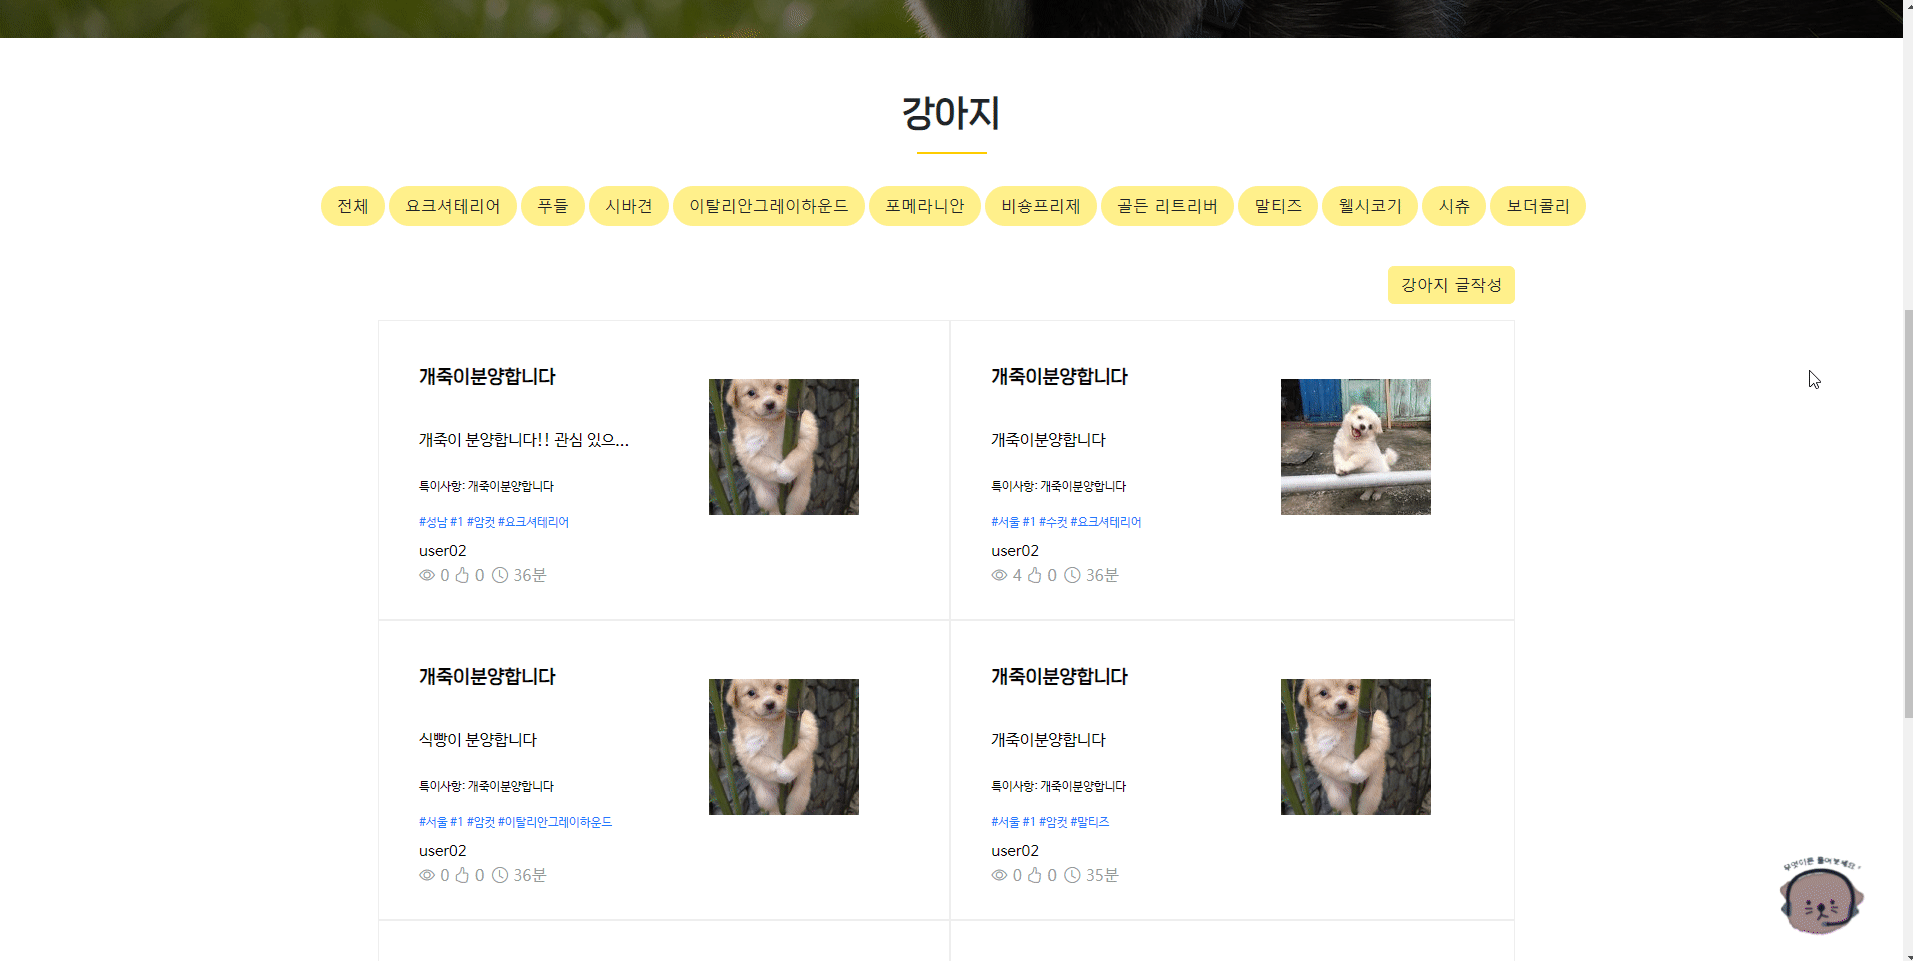 강아지
전체 요크셔테리어 푸들 시바견 이탈리안그레이하운드 포메라니안 비숑프리제 골든 리트리버 말티즈 웰시코기 시츄 보더콜리
강아지 글작성
개죽이분양합니다
개죽이 분양합니다!! 관심 있으...
특이사항: 개죽이분양합니다
#성남 #1 #암컷 #요크셔테리어
user02
0 0 36분
개죽이분양합니다
개죽이분양합니다
특이사항: 개죽이분양합니다
#서울 #1 #수컷 #요크셔테리어
user02
4 0 36분
개죽이분양합니다
식빵이 분양합니다
특이사항: 개죽이분양합니다
#서울 #1 #암컷 #이탈리안그레이하운드
user02
0 0 36분
개죽이분양합니다
개죽이분양합니다
특이사항: 개죽이분양합니다
#서울 #1 #암컷 #말티즈
user02
0 0 35분
무엇이든 물어보세요!